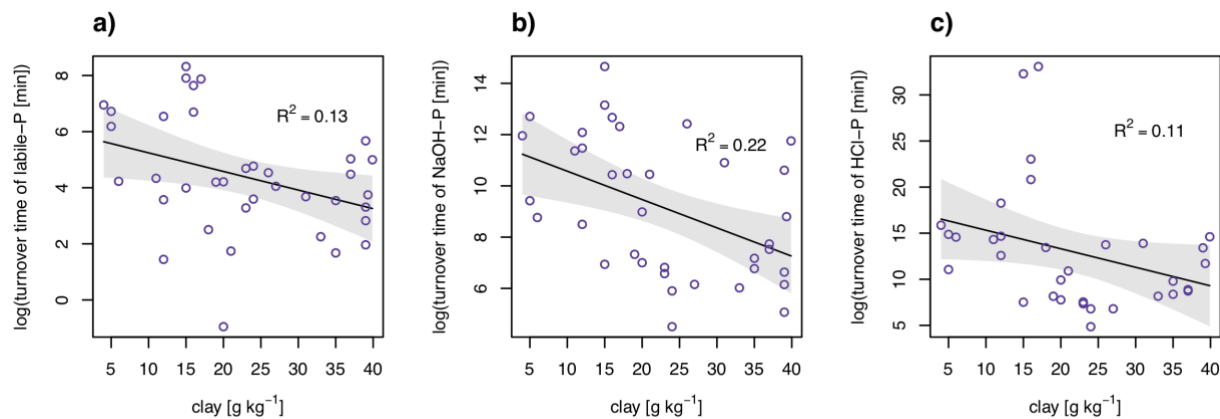 a)
log(turnover time of labile−P [min])
8
6
4
2
0
R² = 0.13
5 10 15 20 25 30 35 40
clay [g kg⁻¹]
b)
log(turnover time of NaOH−P [min])
14
12
10
8
6
R² = 0.22
5 10 15 20 25 30 35 40
clay [g kg⁻¹]
c)
log(turnover time of HCl−P [min])
30
25
20
15
10
5
R² = 0.11
5 10 15 20 25 30 35 40
clay [g kg⁻¹]